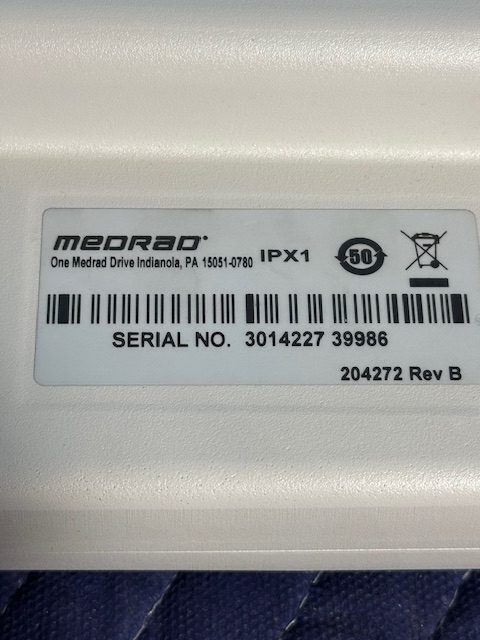 MEDRAD
One Medrad Drive Indianola, PA 15051-0780
IPX1
50
SERIAL NO. 3014227 39986
204272 Rev B